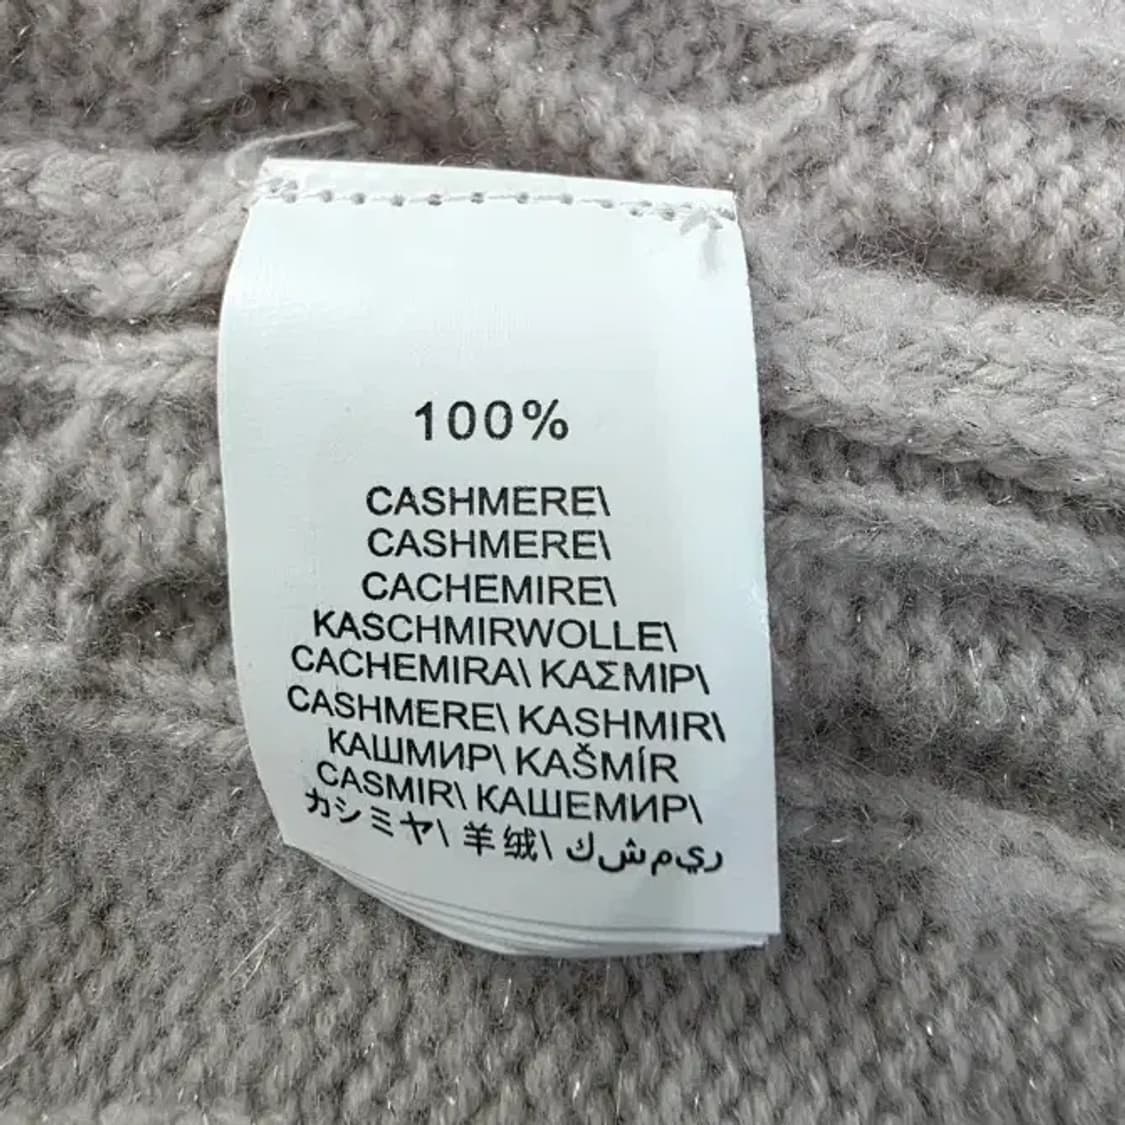 100%
CASHMERE\
CASHMERE\
CACHEMIRE\
KASCHMIRWOLLE\
CACHEMIRA\ ΚΑΣΜΙΡ\
CASHMERE\ KASHMIR\
КАШМИР\ KAŠMÍR
CASMIR\ КАШЕМИР\
カシミヤ\ 羊绒\ ك ش م ي ر